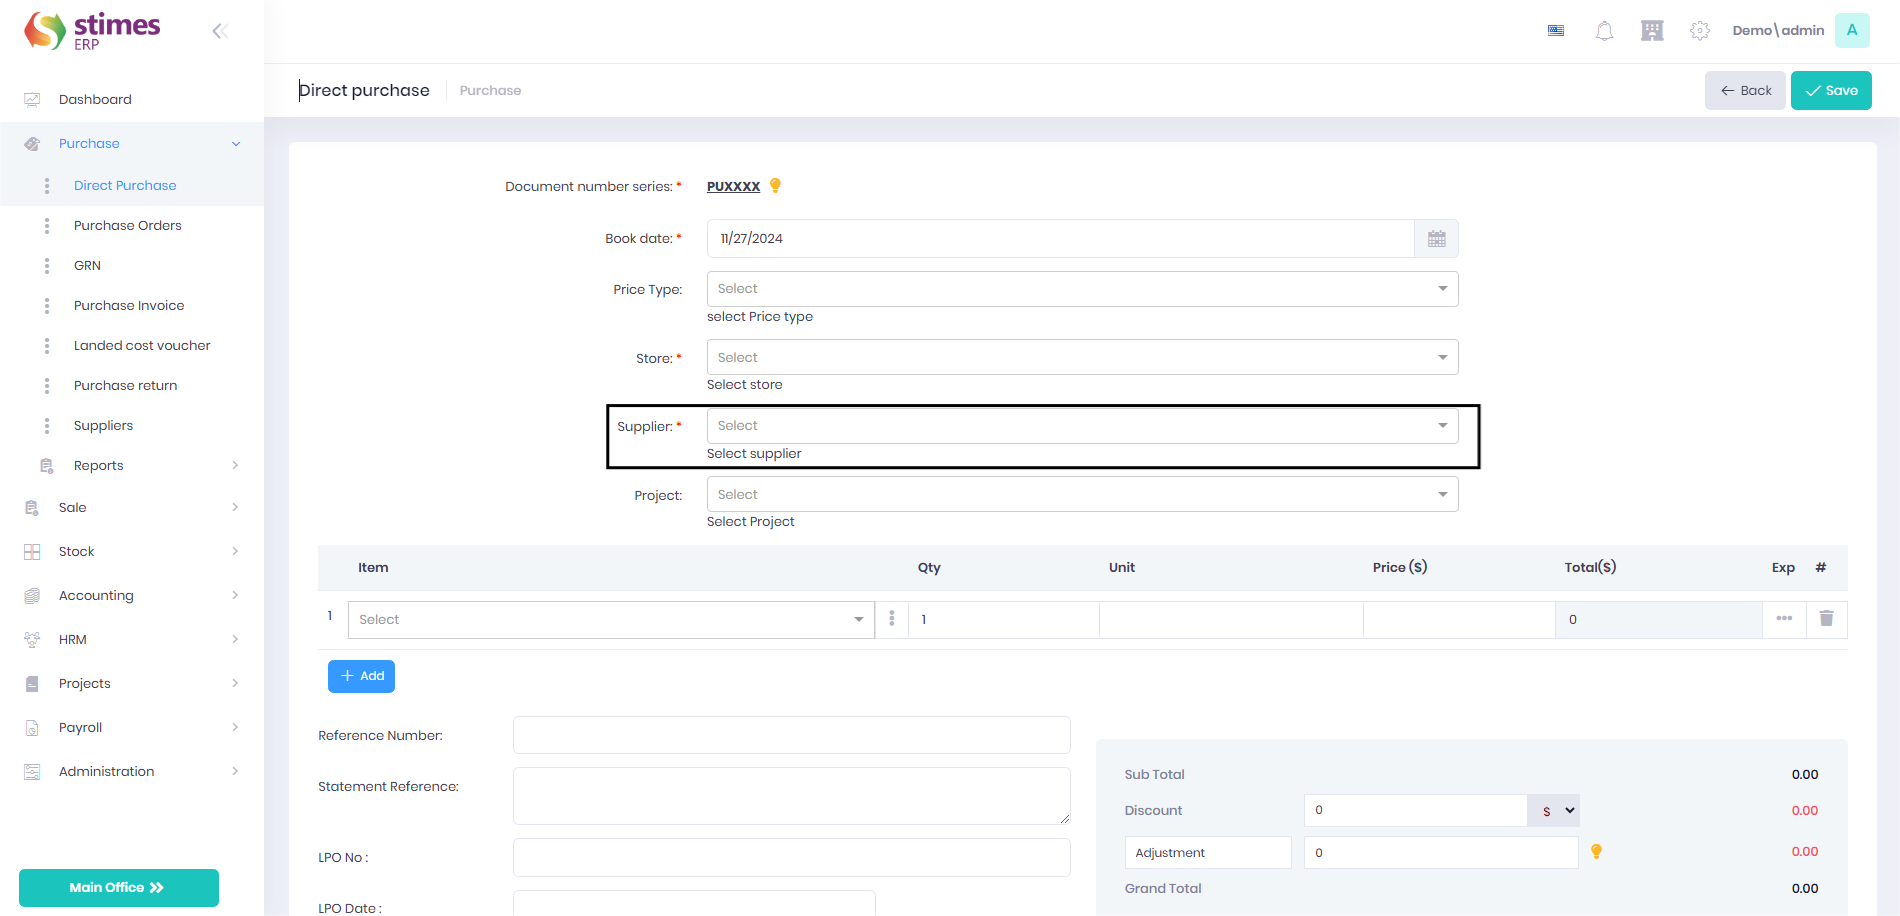 stimes
ERP
Demo\admin
A
Dashboard
Purchase
Direct Purchase
Purchase Orders
GRN
Purchase Invoice
Landed cost voucher
Purchase return
Suppliers
Reports
Sale
Stock
Accounting
HRM
Projects
Payroll
Administration
Main Office
Direct purchase
Purchase
Back
Save
Document number series: * PUXXXX
Book date: * 11/27/2024
Price Type: Select
select Price type
Store: * Select
Select store
Supplier: * Select
Select supplier
Project: Select
Select Project
Item Qty Unit Price ($) Total($) Exp #
1 Select 1 0
+ Add
Reference Number:
Statement Reference:
LPO No :
LPO Date :
Sub Total 0.00
Discount 0 $ 0.00
Adjustment 0 0.00
Grand Total 0.00